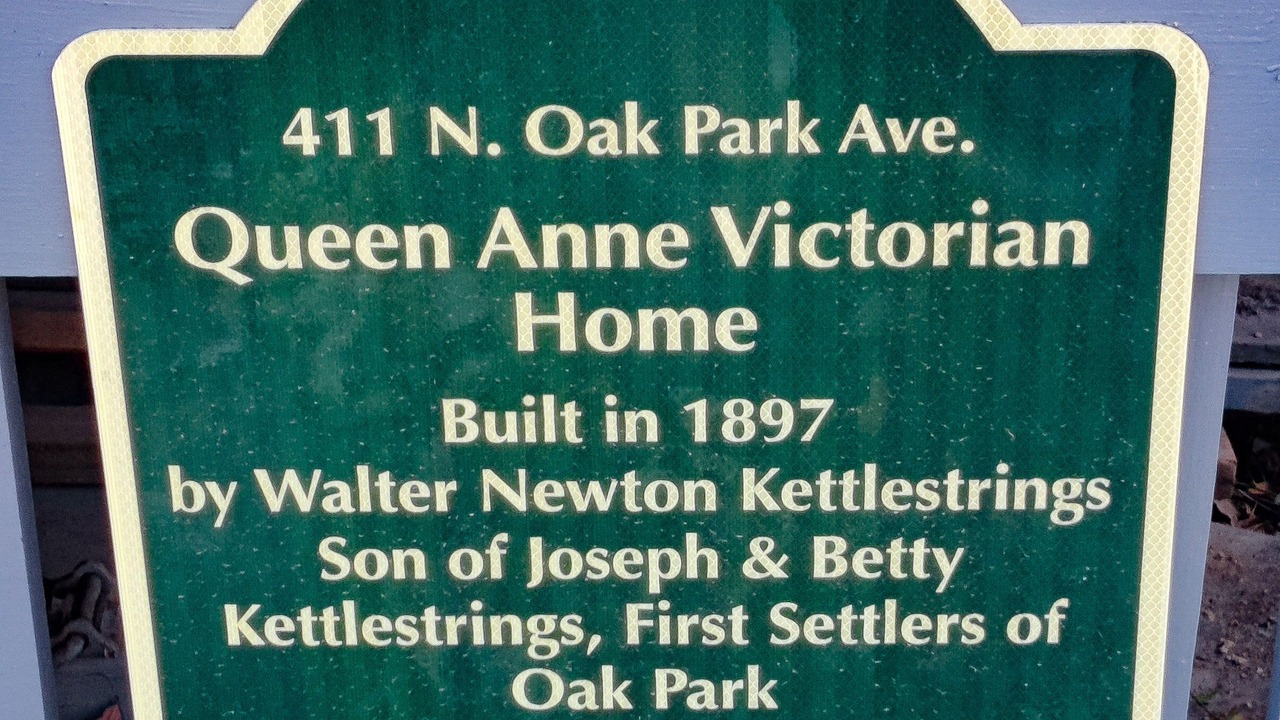 411 N. Oak Park Ave.
Queen Anne Victorian
Home
Built in 1897
by Walter Newton Kettlestrings
Son of Joseph & Betty
Kettlestrings, First Settlers of
Oak Park